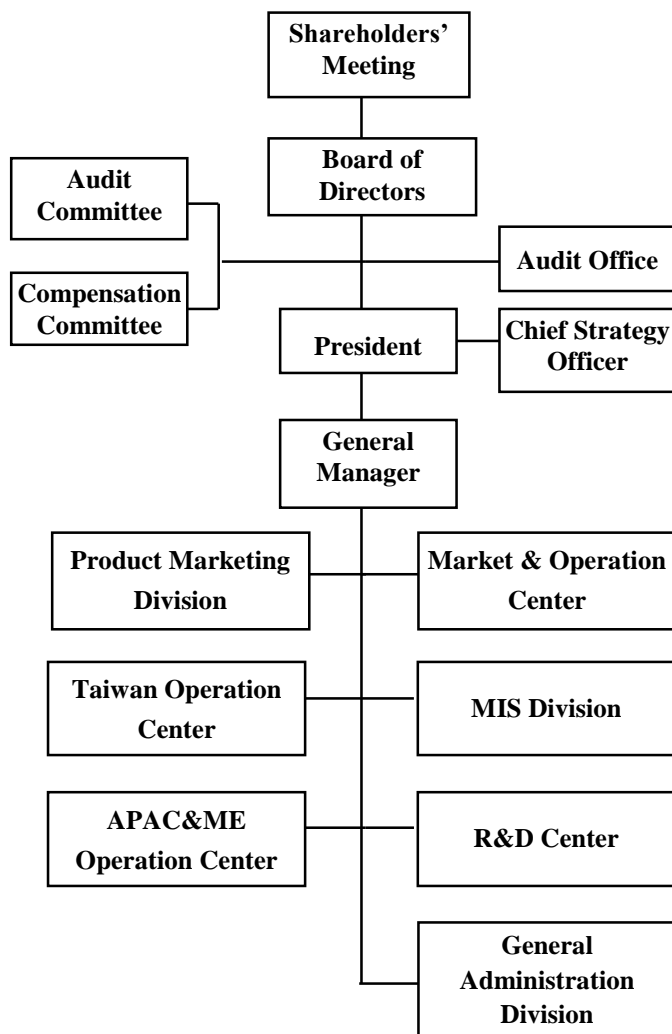 Shareholders’
Meeting
Board of
Directors
Audit
Committee
Compensation
Committee
Audit Office
President
Chief Strategy
Officer
General
Manager
Product Marketing
Division
Market & Operation
Center
Taiwan Operation
Center
MIS Division
APAC&ME
Operation Center
R&D Center
General
Administration
Division